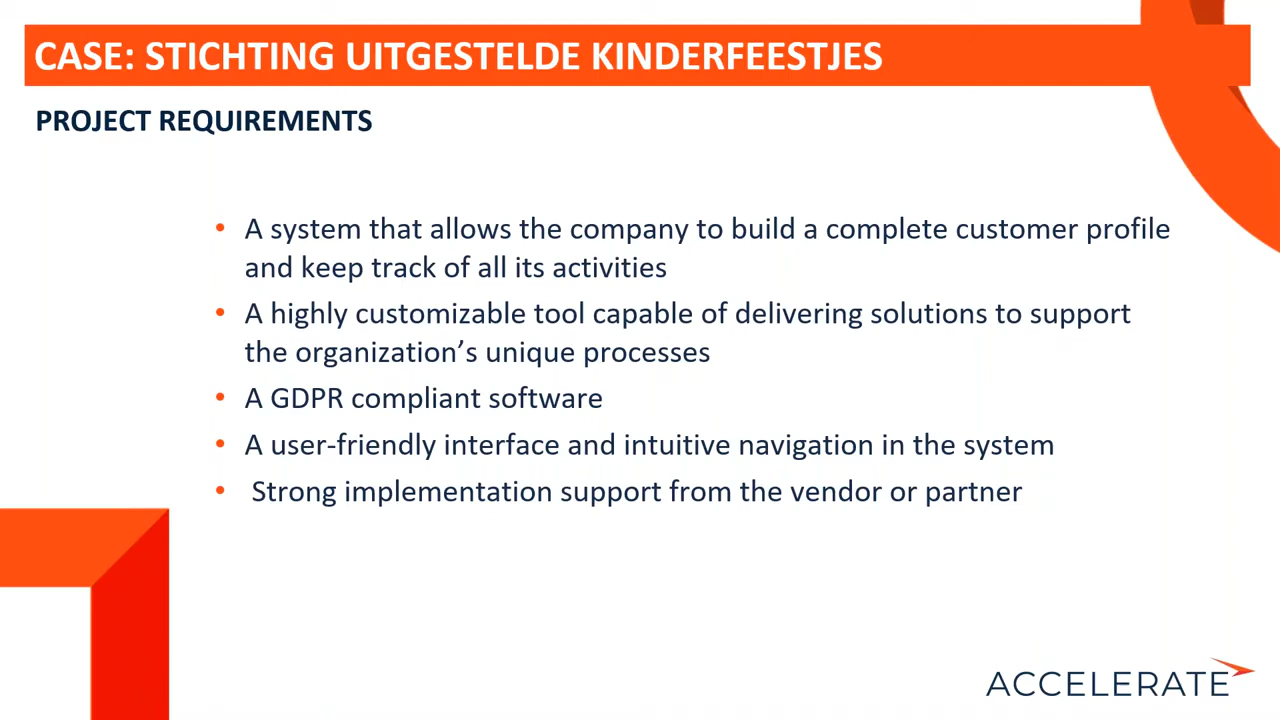 CASE: STICHTING UITGESTELDE KINDERFEESTJES
PROJECT REQUIREMENTS
• A system that allows the company to build a complete customer profile
and keep track of all its activities
• A highly customizable tool capable of delivering solutions to support
the organization’s unique processes
• A GDPR compliant software
• A user-friendly interface and intuitive navigation in the system
• Strong implementation support from the vendor or partner
ACCELERATE